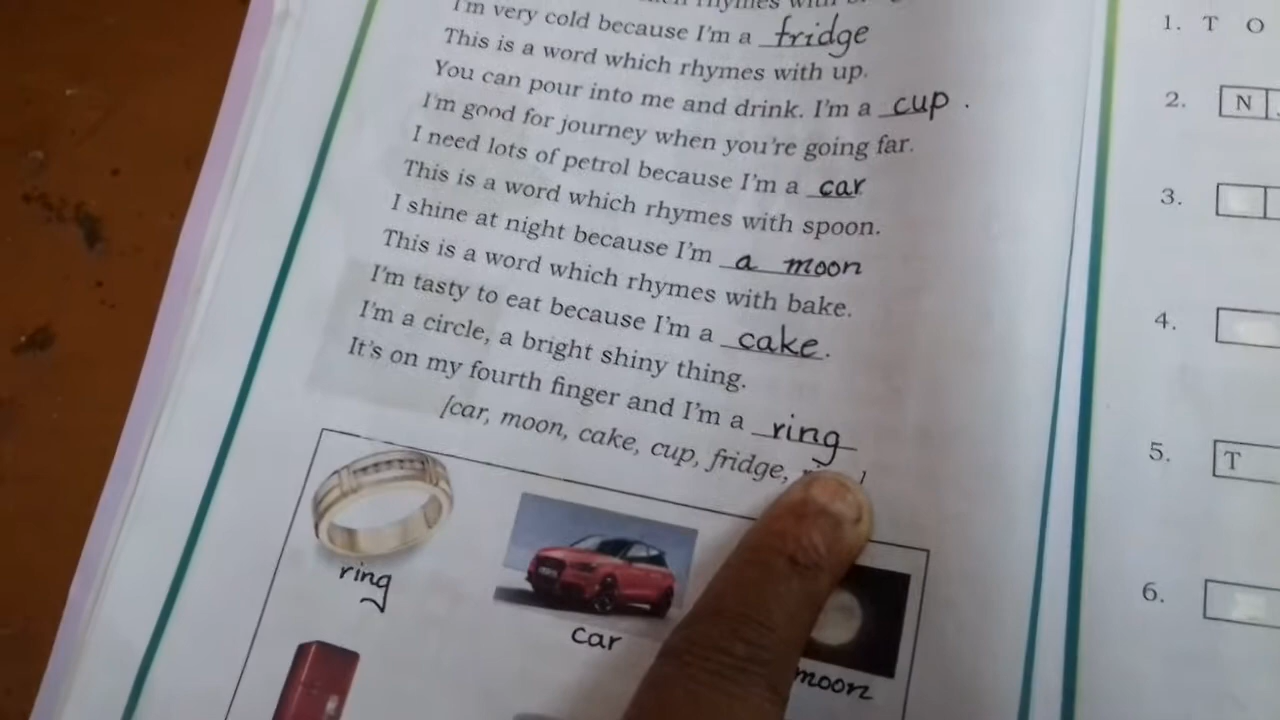 rhymes with
I'm very cold because I'm a fridge
This is a word which rhymes with up.
You can pour into me and drink. I'm a cup.
I'm good for journey when you're going far.
I need lots of petrol because I'm a car
This is a word which rhymes with spoon.
I shine at night because I'm a moon
This is a word which rhymes with bake.
I'm tasty to eat because I'm a cake.
I'm a circle, a bright shiny thing.
It's on my fourth finger and I'm a ring
[car, moon, cake, cup, fridge,
ring
car
moon
1. T O
2. N
3.
4.
5. T
6.